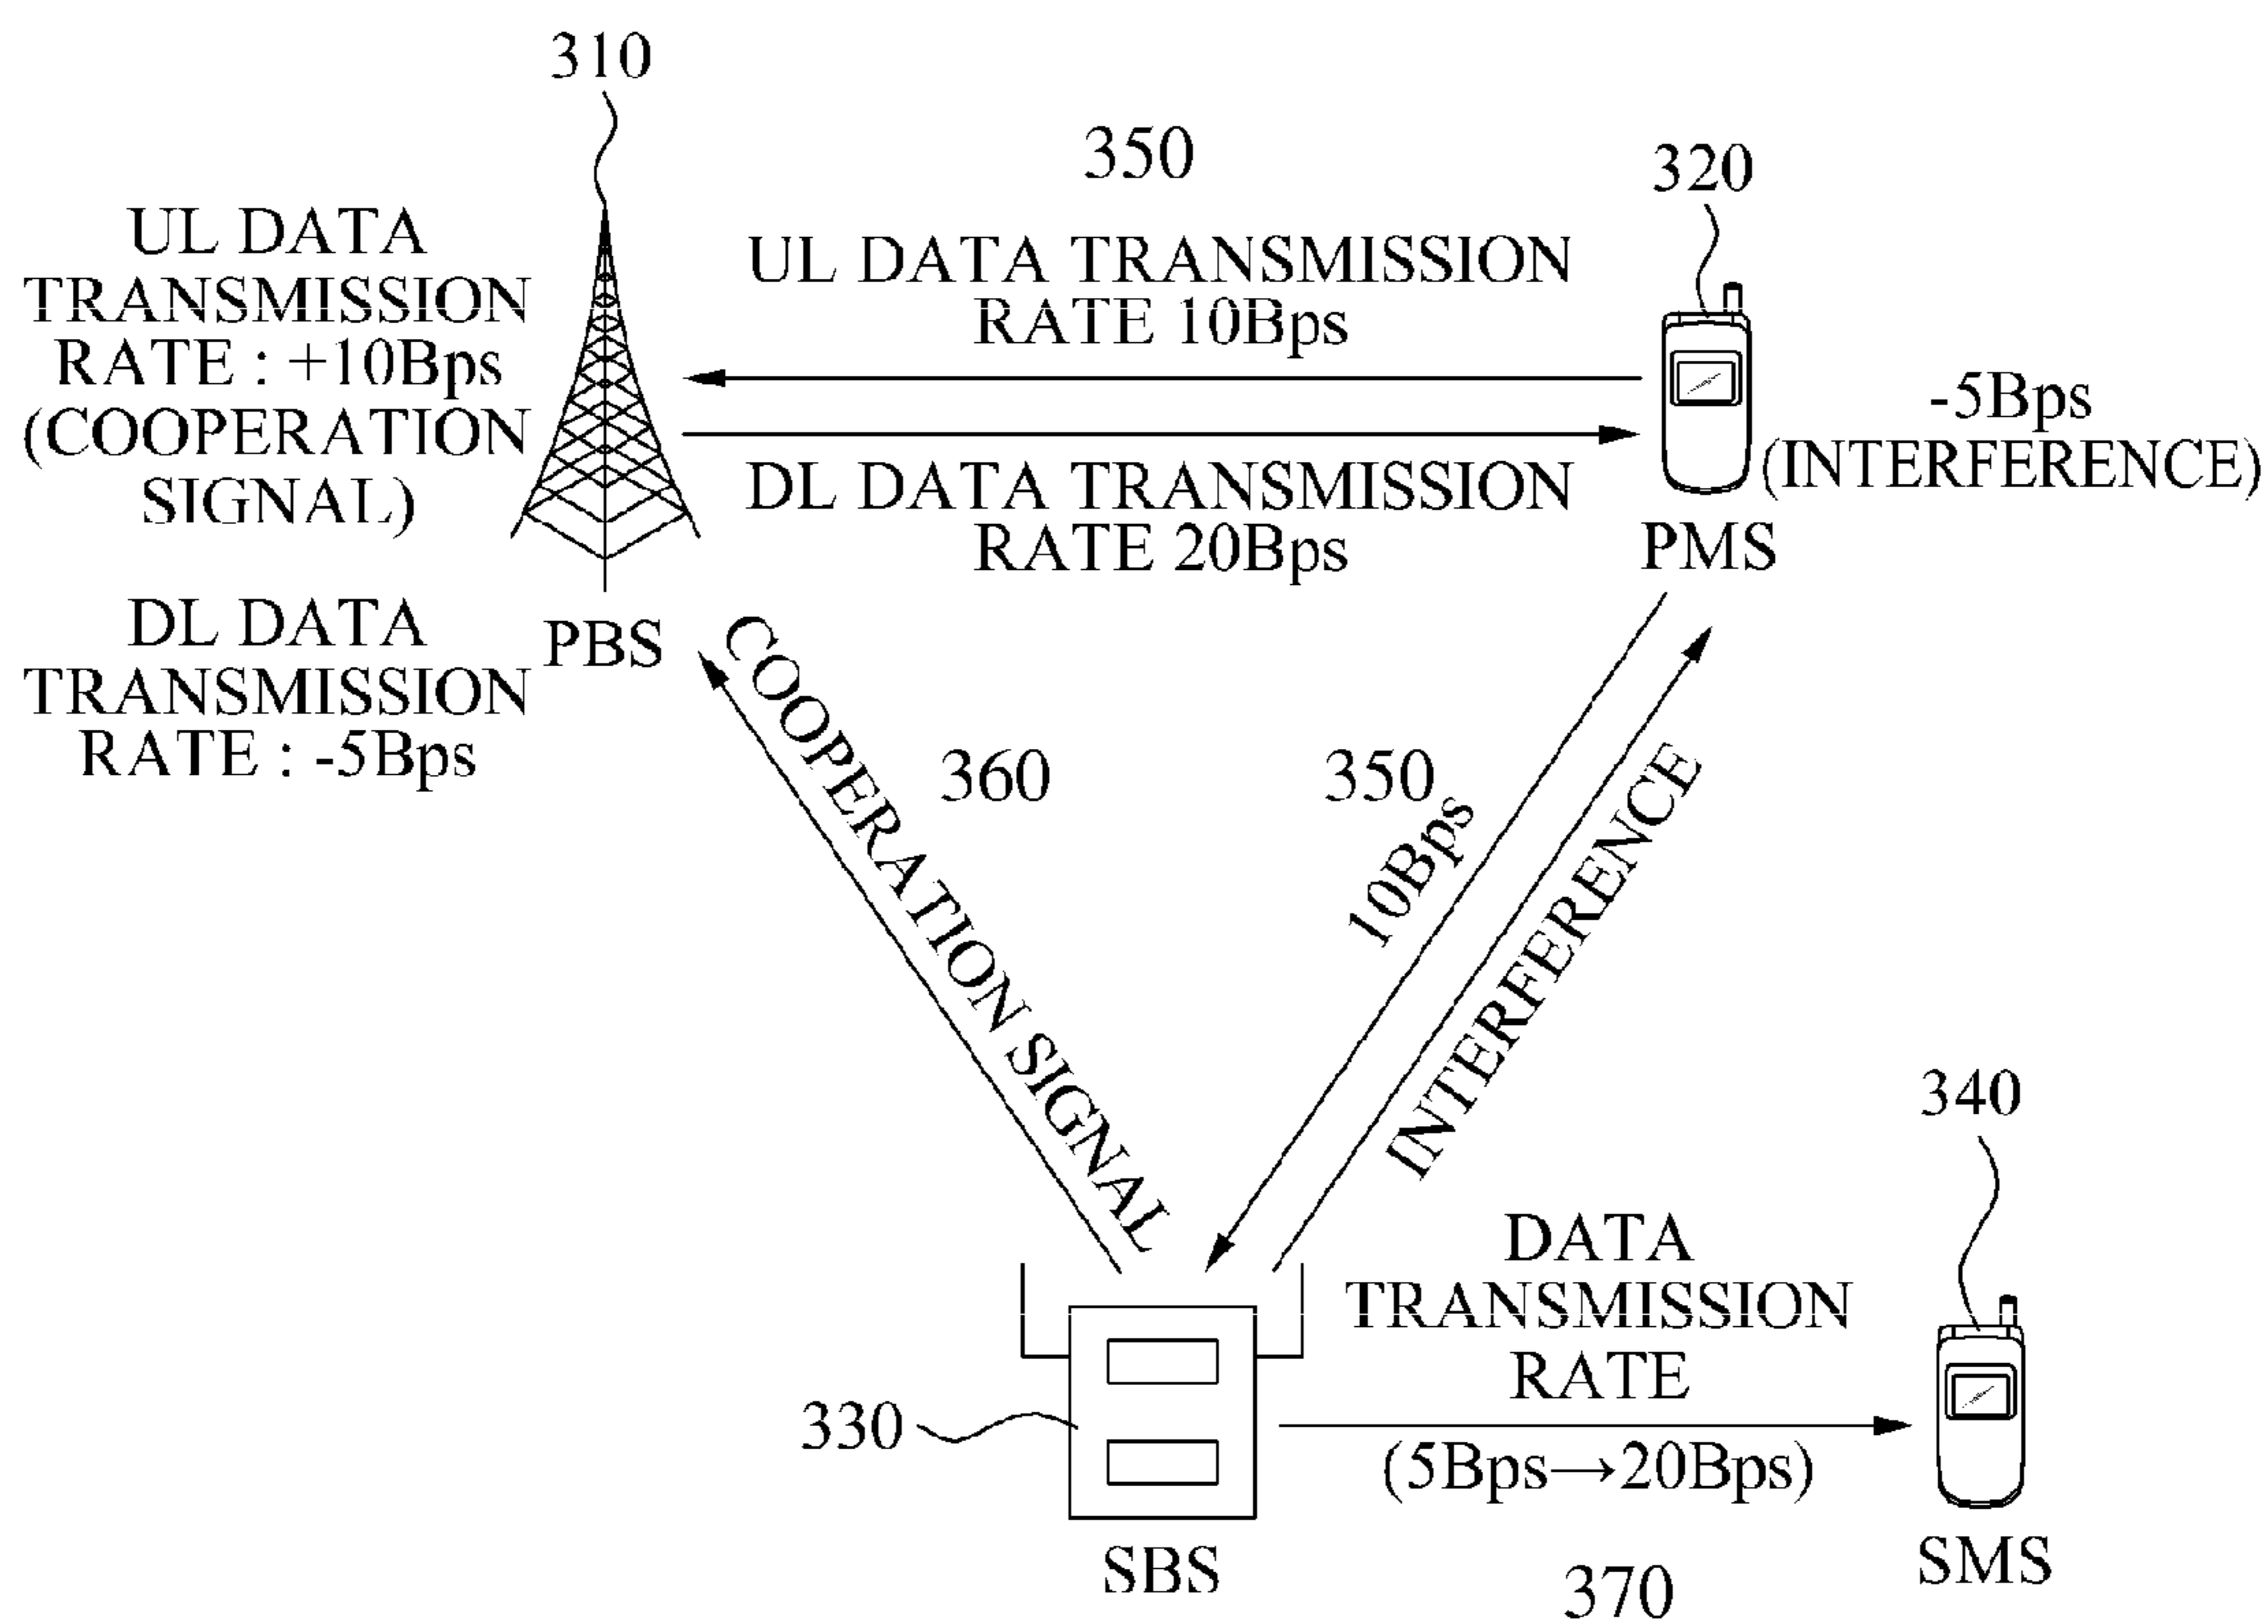 310
350
320
UL DATA
TRANSMISSION
RATE : +10Bps
(COOPERATION
SIGNAL)
UL DATA TRANSMISSION
RATE 10Bps
-5Bps
(INTERFERENCE)
DL DATA TRANSMISSION
RATE 20Bps
PMS
DL DATA
TRANSMISSION
RATE : -5Bps
PBS
COOPERATION SIGNAL
360
350
10Bps
INTERFERENCE
340
DATA
TRANSMISSION
RATE
(5Bps→20Bps)
330
SBS
SMS
370